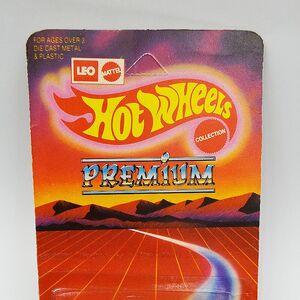 FOR AGES OVER 3
DIE CAST METAL
& PLASTIC
LEO
MATTEL
HOT WHEELS
COLLECTION
PREMIUM